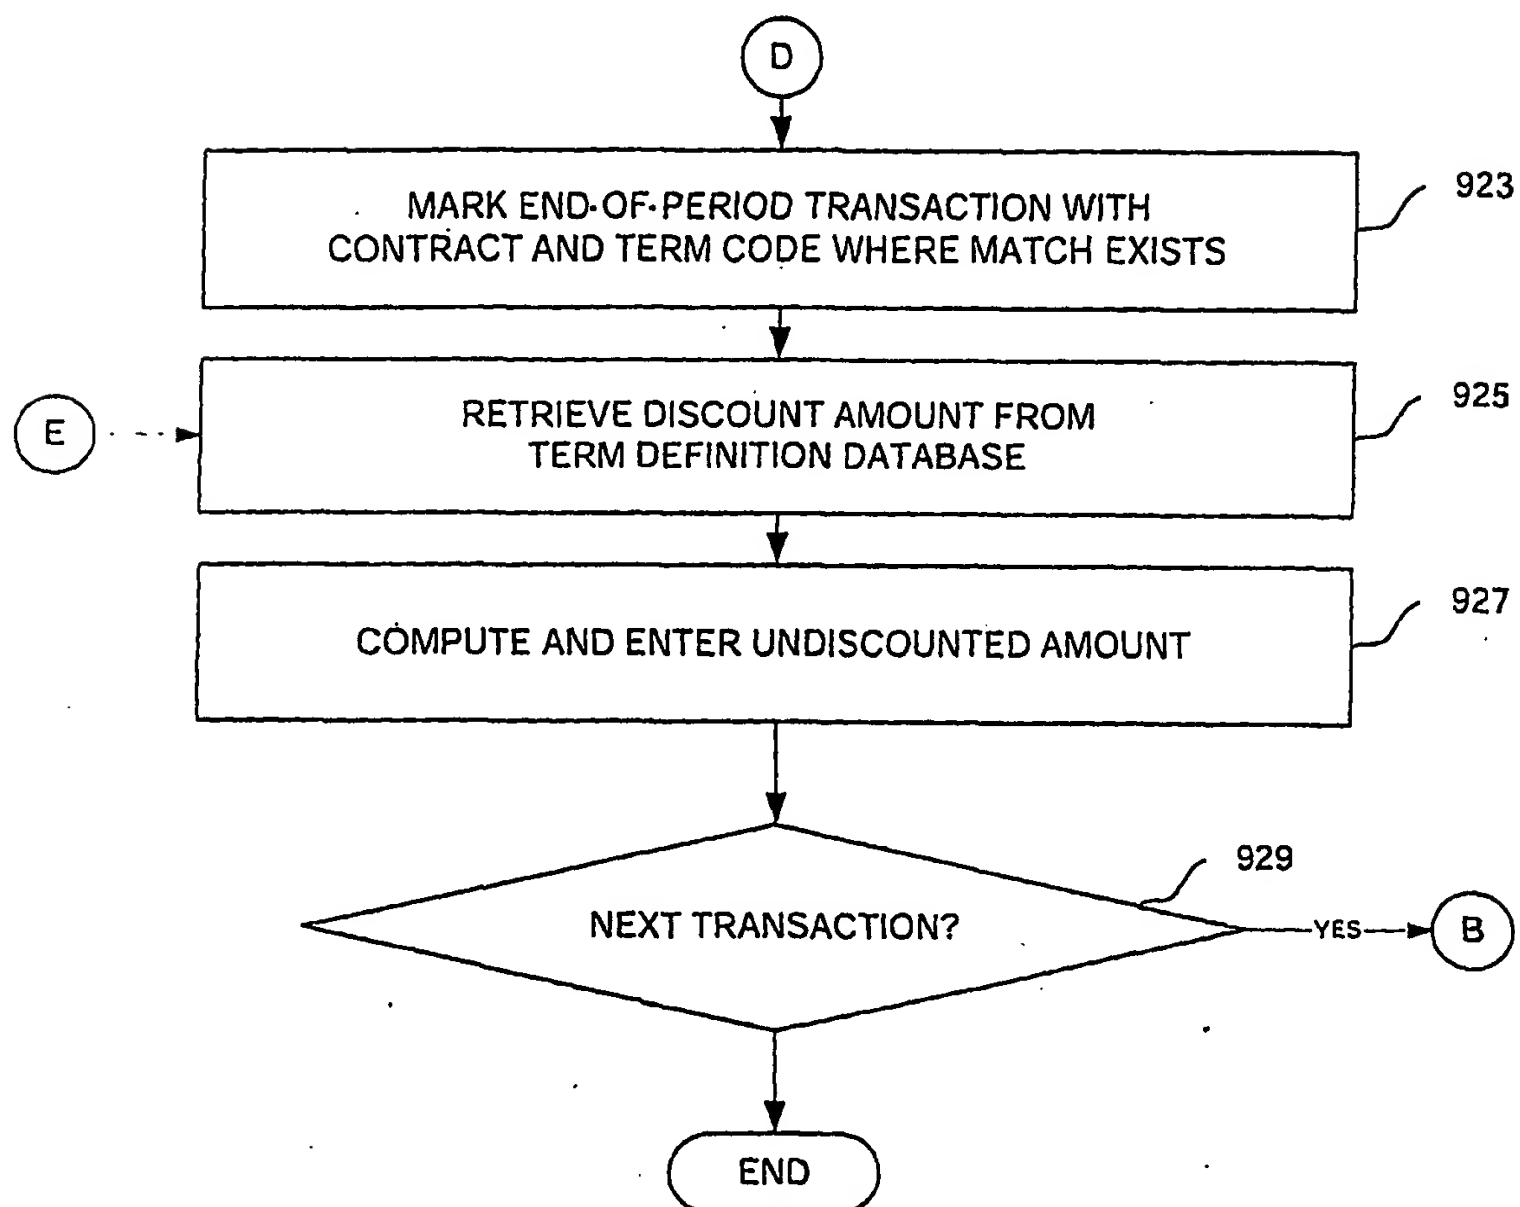 D
MARK END-OF-PERIOD TRANSACTION WITH
CONTRACT AND TERM CODE WHERE MATCH EXISTS
923
E
RETRIEVE DISCOUNT AMOUNT FROM
TERM DEFINITION DATABASE
925
COMPUTE AND ENTER UNDISCOUNTED AMOUNT
927
929
NEXT TRANSACTION?
YES
B
END